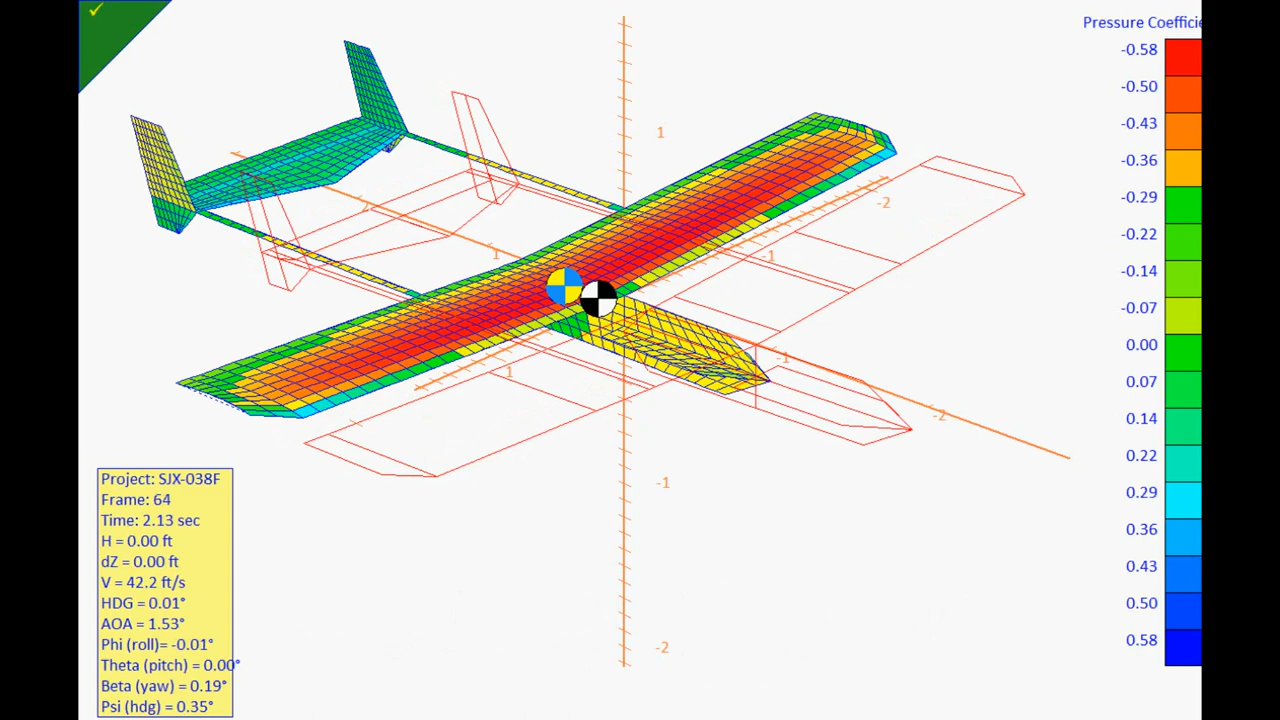 Pressure Coefficie
-0.58
-0.50
-0.43
-0.36
-0.29
-0.22
-0.14
-0.07
0.00
0.07
0.14
0.22
0.29
0.36
0.43
0.50
0.58
1
-2
-1
1
1
-1
-2
-1
-2
Project: SJX-038F
Frame: 64
Time: 2.13 sec
H = 0.00 ft
dZ = 0.00 ft
V = 42.2 ft/s
HDG = 0.01°
AOA = 1.53°
Phi (roll)= -0.01°
Theta (pitch) = 0.00°
Beta (yaw) = 0.19°
Psi (hdg) = 0.35°